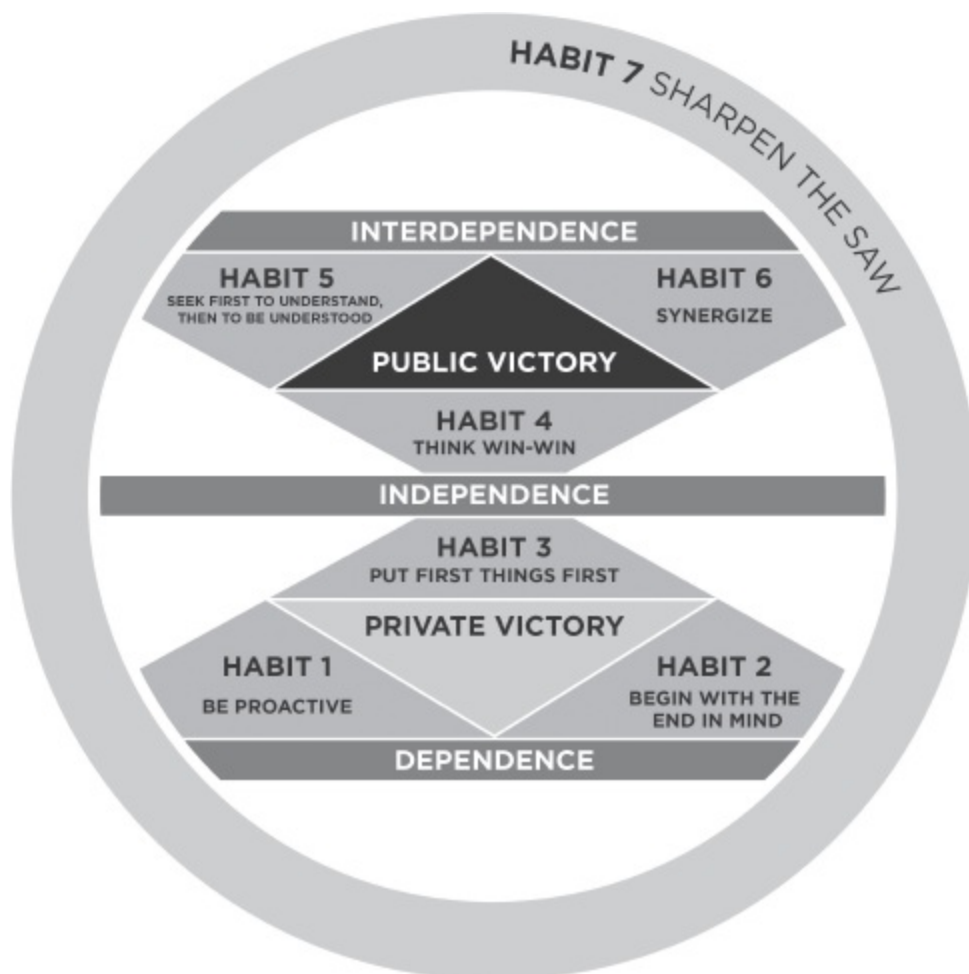 HABIT 7 SHARPEN THE SAW
INTERDEPENDENCE
HABIT 5
SEEK FIRST TO UNDERSTAND,
THEN TO BE UNDERSTOOD
HABIT 6
SYNERGIZE
PUBLIC VICTORY
HABIT 4
THINK WIN-WIN
INDEPENDENCE
HABIT 3
PUT FIRST THINGS FIRST
PRIVATE VICTORY
HABIT 1
BE PROACTIVE
HABIT 2
BEGIN WITH THE
END IN MIND
DEPENDENCE